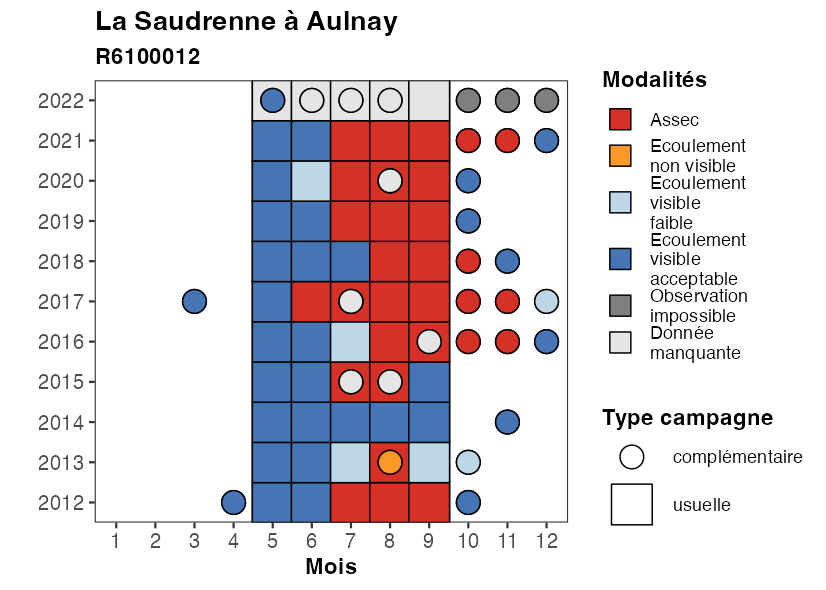 La Saudrenne à Aulnay
R6100012
2022
2021
2020
2019
2018
2017
2016
2015
2014
2013
2012
1 2 3 4 5 6 7 8 9 10 11 12
Mois
Modalités
Assec
Ecoulement
non visible
Ecoulement
visible
faible
Ecoulement
visible
acceptable
Observation
impossible
Donnée
manquante
Type campagne
complémentaire
usuelle